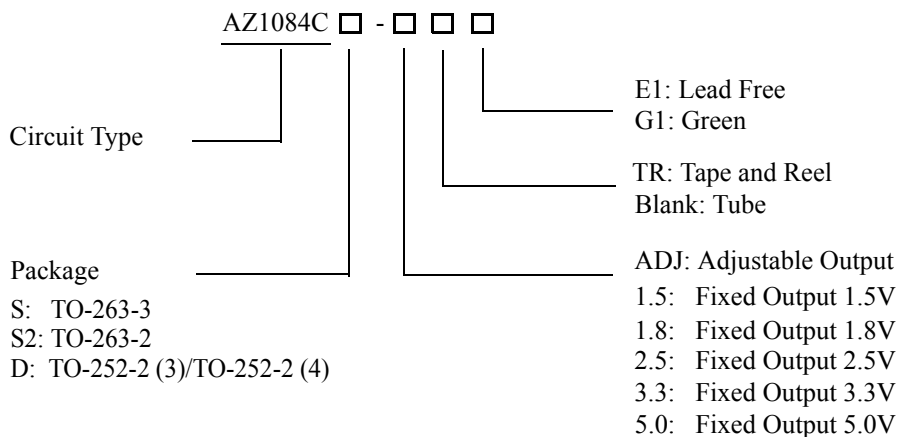 AZ1084C -
Circuit Type
E1: Lead Free
G1: Green
TR: Tape and Reel
Blank: Tube
Package
S: TO-263-3
S2: TO-263-2
D: TO-252-2 (3)/TO-252-2 (4)
ADJ: Adjustable Output
1.5: Fixed Output 1.5V
1.8: Fixed Output 1.8V
2.5: Fixed Output 2.5V
3.3: Fixed Output 3.3V
5.0: Fixed Output 5.0V